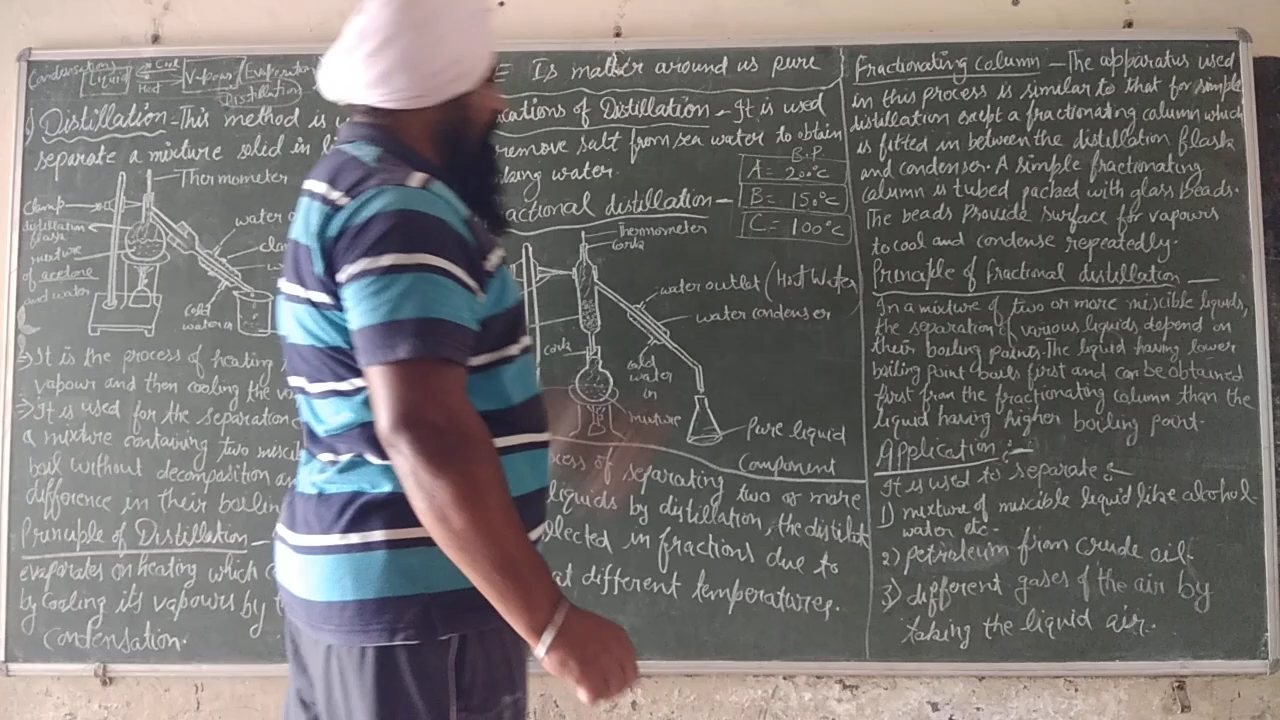 Condensation
Liquid
Cool
Heat
Vapour
Evaporation
Distillation
1) Distillation - This method is
separate a mixture solid in
Thermometer
Clamp
distillation flask
mixture
of acetone
and water
water
cold
water in
⇒ It is the process of heating
vapour and then cooling the
⇒ It is used for the separation
a mixture containing two
boil without decomposition
difference in their
Principle of Distillation -
evaporates on heating which
by cooling its vapours by
condensation.
Is matter around us pure
cations of Distillation - It is used
remove salt from sea water to obtain
king water.
B.P
A = 200°C
B = 150°C
C = 100°C
actional distillation -
Thermometer
cork
water outlet (Hot Water
water condenser
cork
cold
water
in
mixture
Pure liquid
Component
cess of separating two or more
liquids by distillation, the distilat
llected in fractions due to
at different temperatures.
Fractionating column - The apparatus used
in this process is similar to that for simple
distillation except a fractionating column which
is fitted in between the distillation flask
and condenser. A simple fractionating
column is tubed packed with glass beads.
The beads provide surface for vapours
to cool and condense repeatedly.
Principle of fractional distillation -
In a mixture of two or more miscible liquids,
the separation of various liquids depend on
their boiling points. The liquid having lower
boiling point boils first and can be obtained
first from the fractionating column than the
liquid having higher boiling point.
Application :-
It is used to separate :-
1) mixture of miscible liquid like alcohol-
water etc.
2) petroleum from crude oil.
3) different gases of the air by
taking the liquid air.